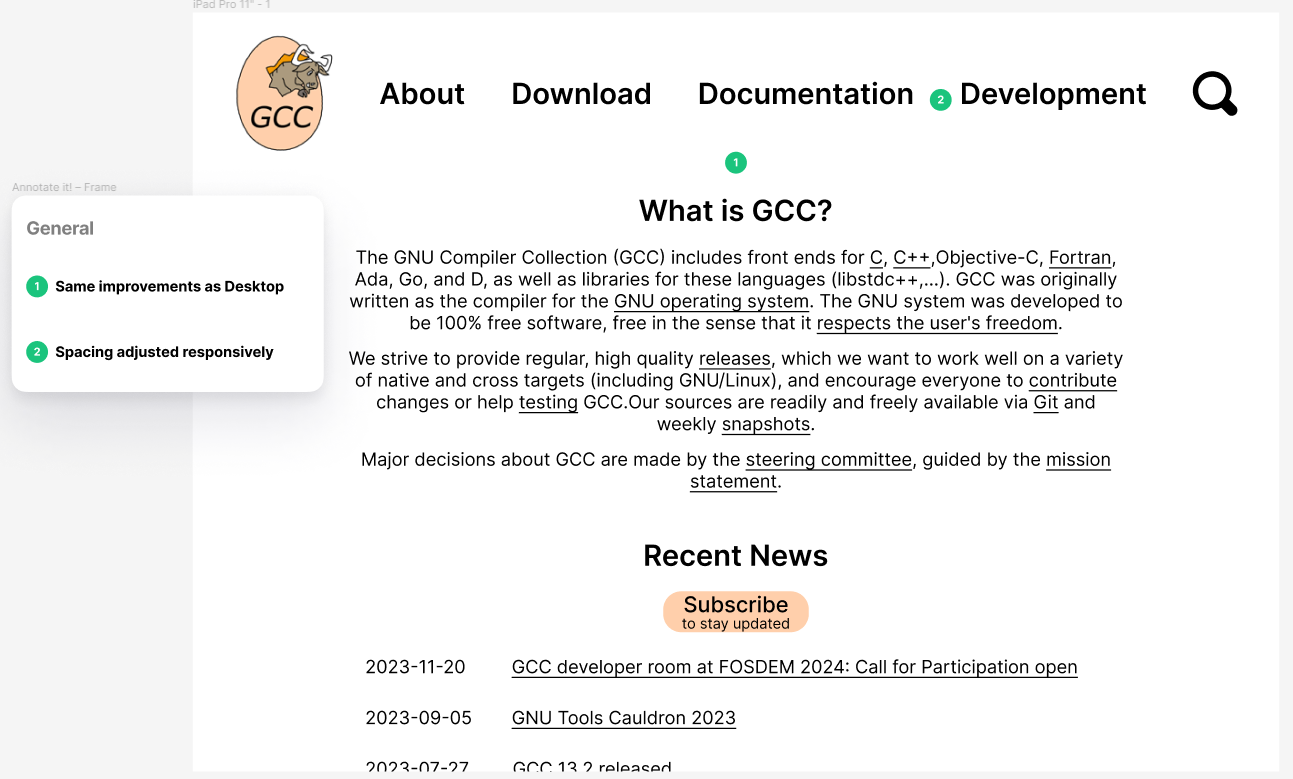 iPad Pro 11" - 1
GCC
About Download Documentation 2 Development
1
Annotate it! – Frame
General
1 Same improvements as Desktop
2 Spacing adjusted responsively
What is GCC?
The GNU Compiler Collection (GCC) includes front ends for C, C++,Objective-C, Fortran,
Ada, Go, and D, as well as libraries for these languages (libstdc++,...). GCC was originally
written as the compiler for the GNU operating system. The GNU system was developed to
be 100% free software, free in the sense that it respects the user's freedom.
We strive to provide regular, high quality releases, which we want to work well on a variety
of native and cross targets (including GNU/Linux), and encourage everyone to contribute
changes or help testing GCC.Our sources are readily and freely available via Git and
weekly snapshots.
Major decisions about GCC are made by the steering committee, guided by the mission
statement.
Recent News
Subscribe
to stay updated
2023-11-20 GCC developer room at FOSDEM 2024: Call for Participation open
2023-09-05 GNU Tools Cauldron 2023
2023-07-27 GCC 13.2 released